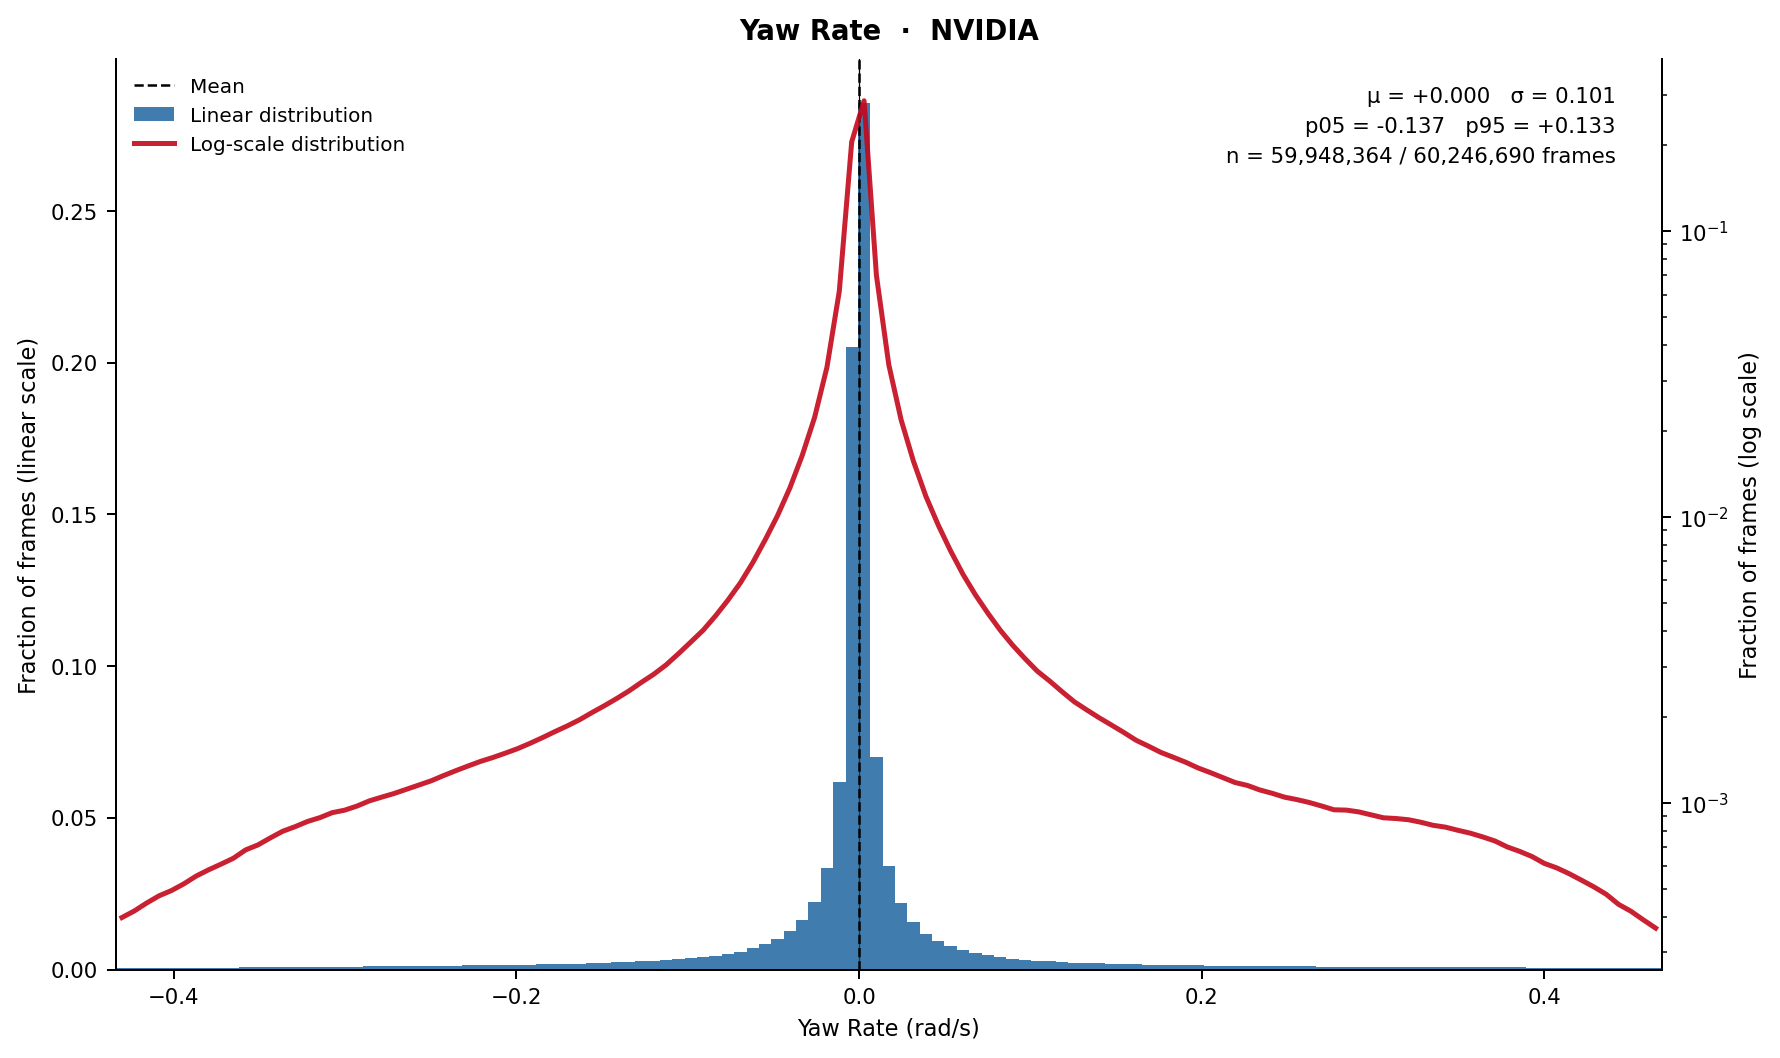 Yaw Rate · NVIDIA
Mean
Linear distribution
Log-scale distribution
μ = +0.000 σ = 0.101
p05 = -0.137 p95 = +0.133
n = 59,948,364 / 60,246,690 frames
Fraction of frames (linear scale)
0.25
0.20
0.15
0.10
0.05
0.00
10⁻¹
10⁻²
10⁻³
Fraction of frames (log scale)
−0.4
−0.2
0.0
0.2
0.4
Yaw Rate (rad/s)